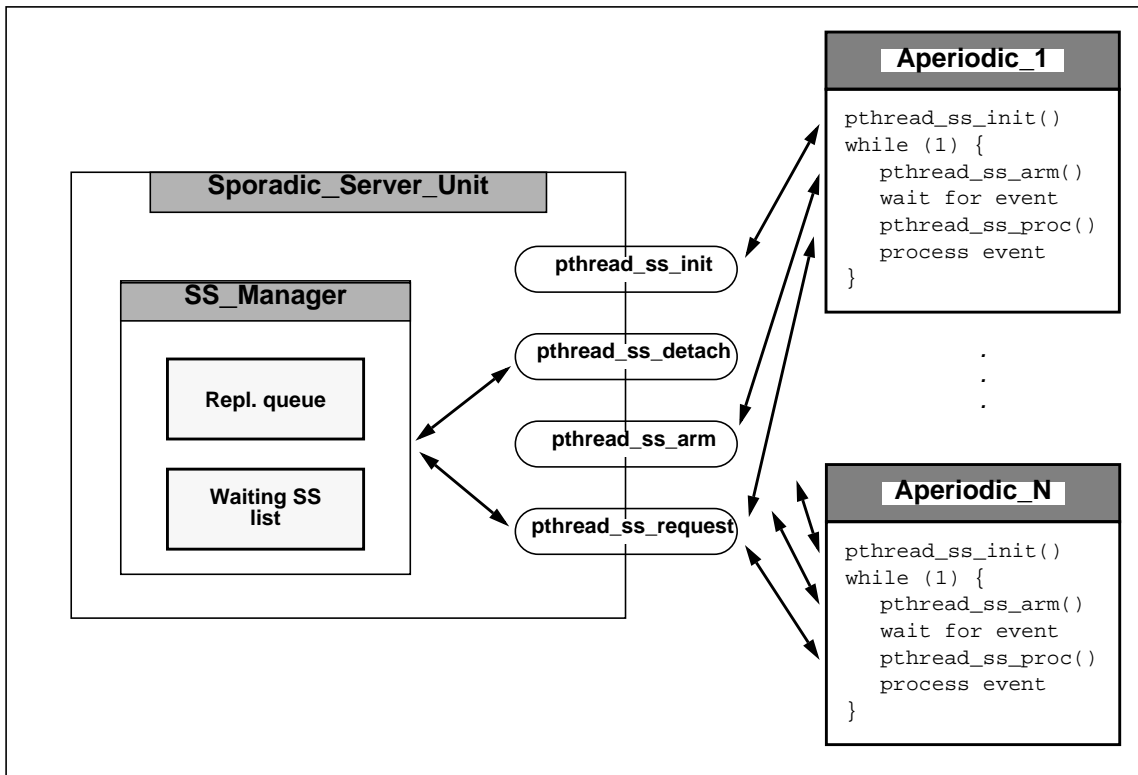 Sporadic_Server_Unit
SS_Manager
Repl. queue
Waiting SS
list
pthread_ss_init
pthread_ss_detach
pthread_ss_arm
pthread_ss_request
Aperiodic_1
pthread_ss_init()
while (1) {
pthread_ss_arm()
wait for event
pthread_ss_proc()
process event
}
.
.
.
Aperiodic_N
pthread_ss_init()
while (1) {
pthread_ss_arm()
wait for event
pthread_ss_proc()
process event
}